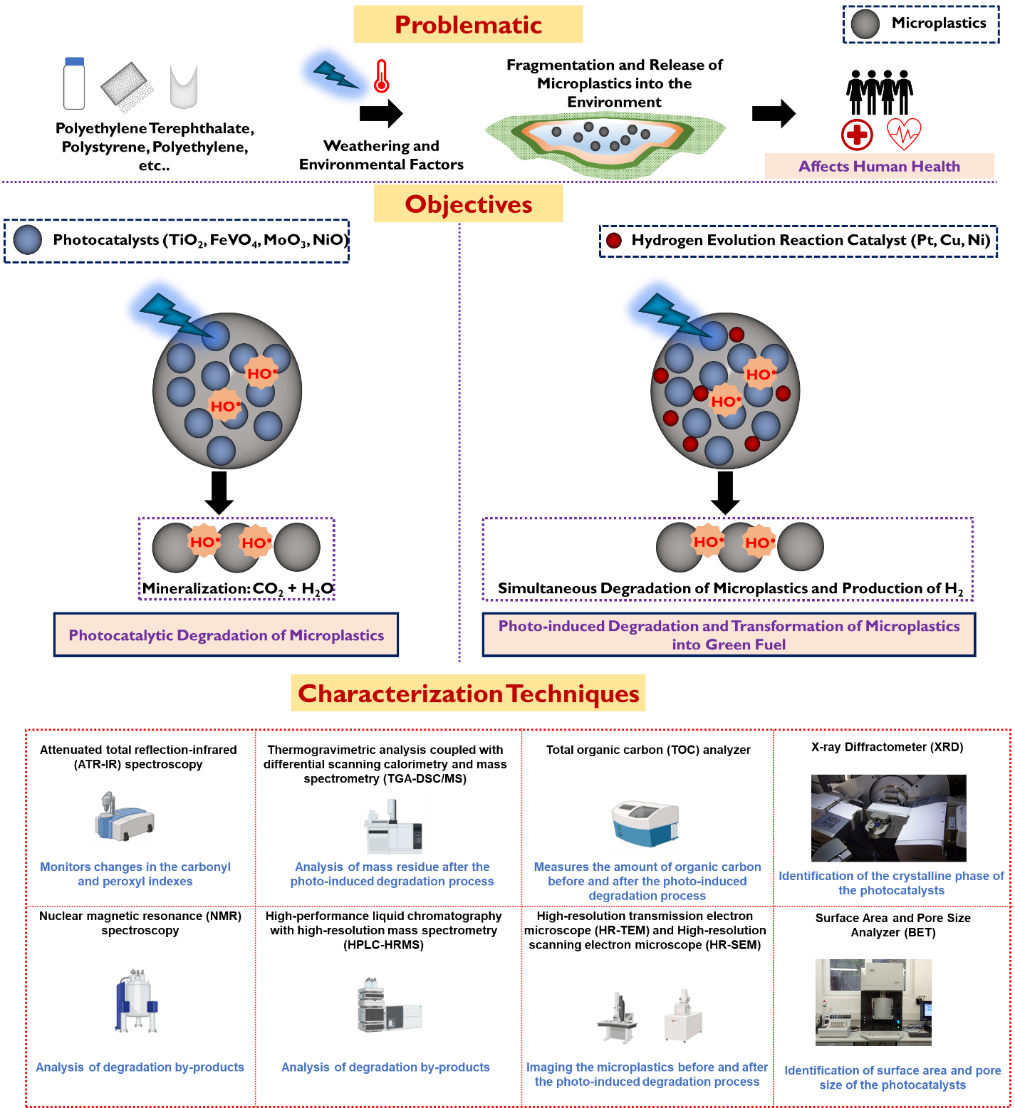 Problematic
Microplastics
Polyethylene Terephthalate,
Polystyrene, Polyethylene,
etc..
Weathering and
Environmental Factors
Fragmentation and Release of
Microplastics into the
Environment
Affects Human Health
Objectives
Photocatalysts (TiO₂, FeVO₄, MoO₃, NiO)
HO•
HO•
Mineralization: CO₂ + H₂O
HO•
HO•
Photocatalytic Degradation of Microplastics
Hydrogen Evolution Reaction Catalyst (Pt, Cu, Ni)
HO•
HO•
HO•
HO•
Simultaneous Degradation of Microplastics and Production of H₂
Photo-induced Degradation and Transformation of Microplastics
into Green Fuel
Characterization Techniques
Attenuated total reflection-infrared
(ATR-IR) spectroscopy
Monitors changes in the carbonyl
and peroxyl indexes
Thermogravimetric analysis coupled with
differential scanning calorimetry and mass
spectrometry (TGA-DSC/MS)
Analysis of mass residue after the
photo-induced degradation process
Total organic carbon (TOC) analyzer
Measures the amount of organic carbon
before and after the photo-induced
degradation process
X-ray Diffractometer (XRD)
Identification of the crystalline phase of
the photocatalysts
Nuclear magnetic resonance (NMR)
spectroscopy
Analysis of degradation by-products
High-performance liquid chromatography
with high-resolution mass spectrometry
(HPLC-HRMS)
Analysis of degradation by-products
High-resolution transmission electron
microscope (HR-TEM) and High-resolution
scanning electron microscope (HR-SEM)
Imaging the microplastics before and after
the photo-induced degradation process
Surface Area and Pore Size
Analyzer (BET)
Identification of surface area and pore
size of the photocatalysts